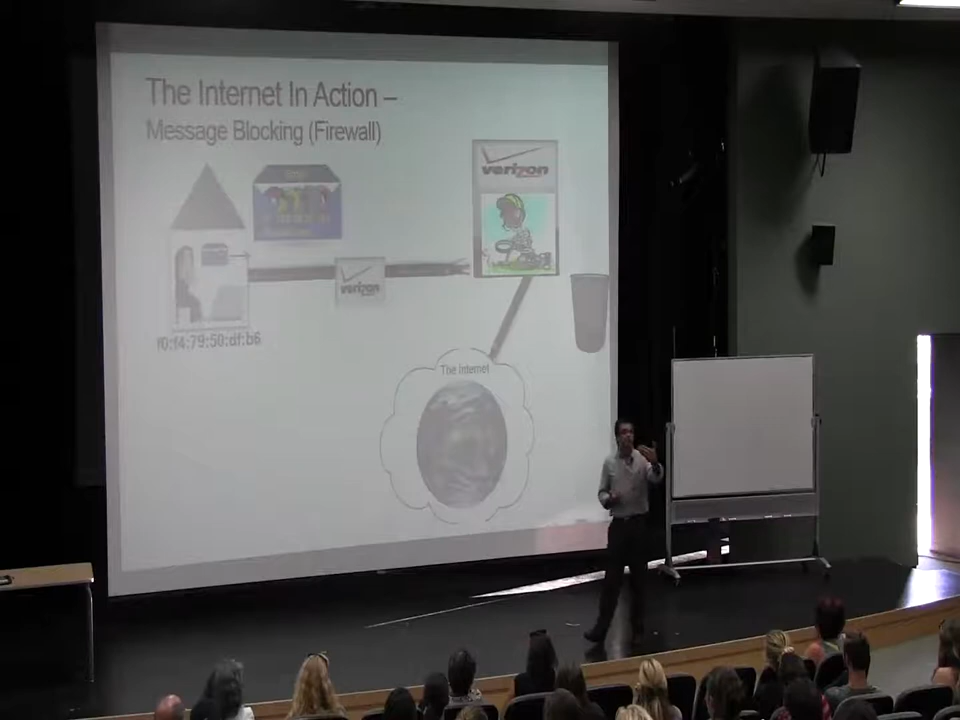 The Internet In Action –
Message Blocking (Firewall)
verizon
verizon
f0:f4:79:50:df:b6
The Internet